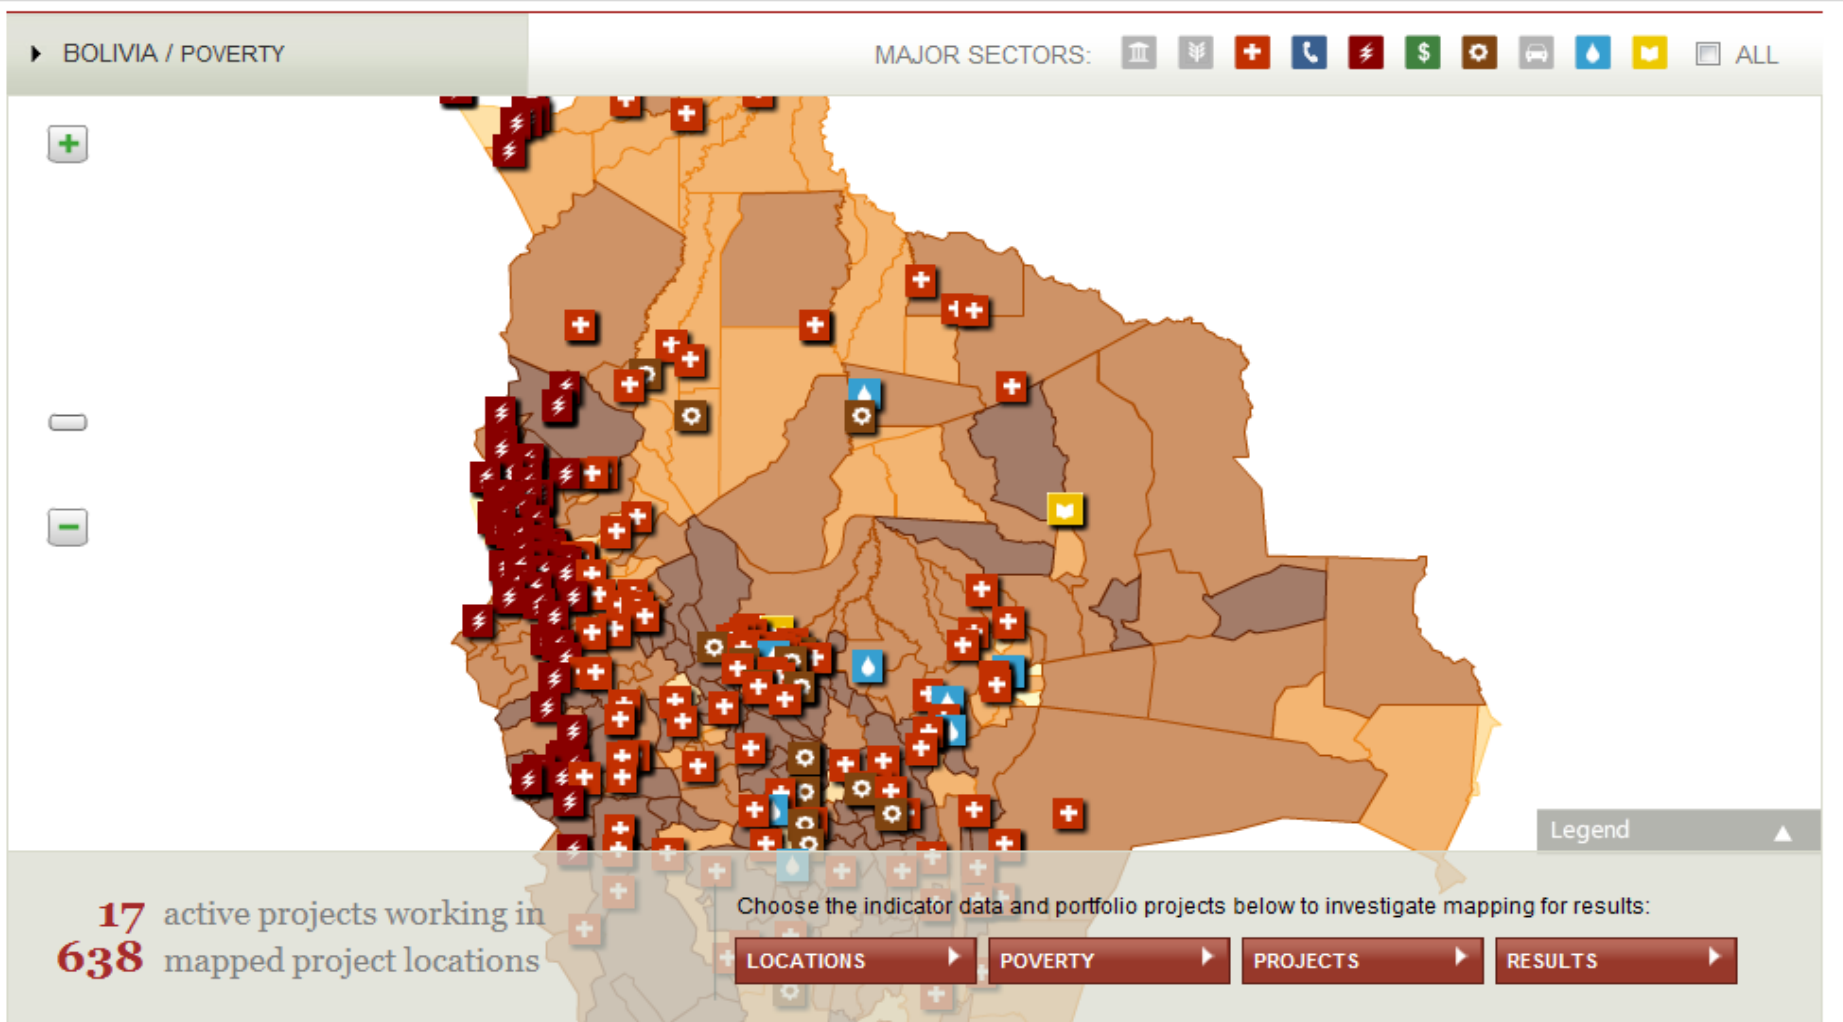 BOLIVIA / POVERTY
MAJOR SECTORS:
$
ALL
Legend
17 active projects working in
638 mapped project locations
Choose the indicator data and portfolio projects below to investigate mapping for results:
LOCATIONS
POVERTY
PROJECTS
RESULTS